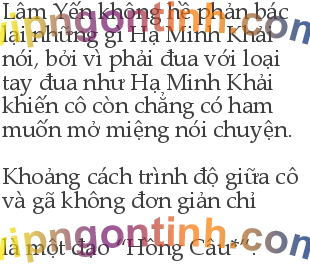 Lâm Yến không hề phản bác
lại những gì Hạ Minh Khải
nói, bởi vì phải đua với loại
tay đua như Hạ Minh Khải
khiến cô còn chẳng có ham
muốn mở miệng nói chuyện.
Khoảng cách trình độ giữa cô
và gã không đơn giản chỉ
là một đạo “Hồng Câu*”.